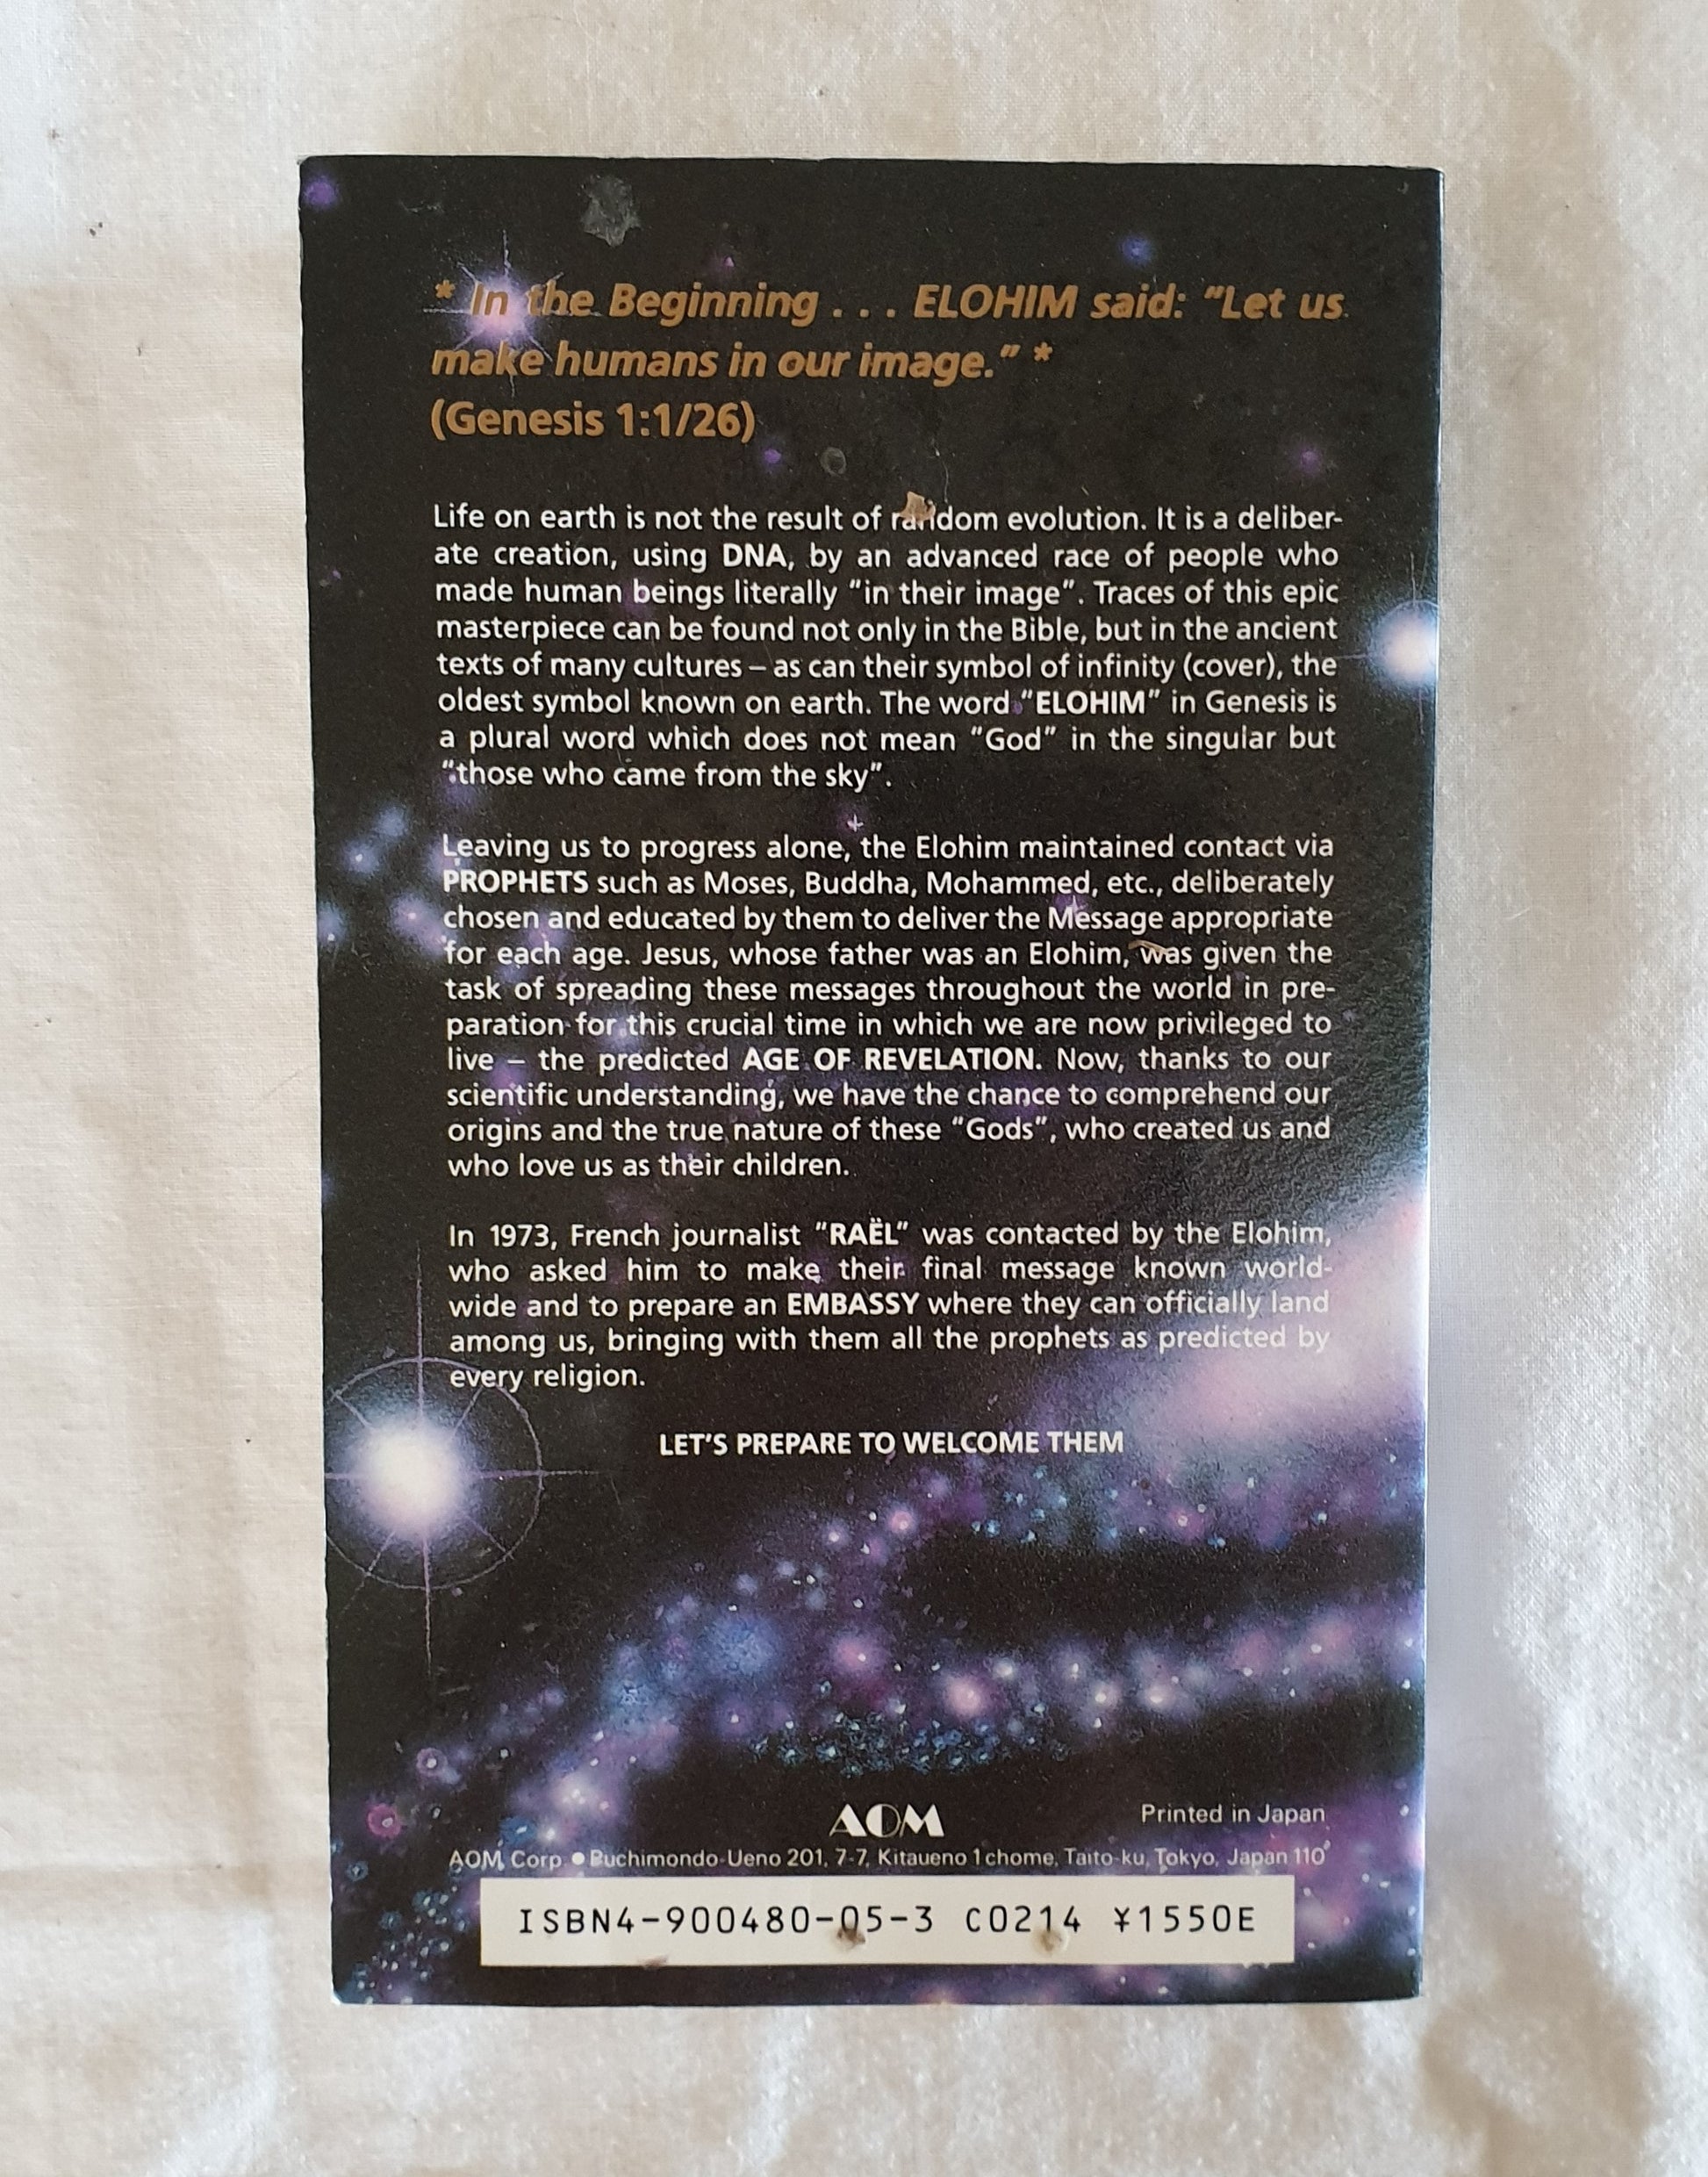 * In the Beginning . . . ELOHIM said: “Let us
make humans in our image.” *
(Genesis 1:1/26)
Life on earth is not the result of random evolution. It is a deliber-
ate creation, using DNA, by an advanced race of people who
made human beings literally “in their image”. Traces of this epic
masterpiece can be found not only in the Bible, but in the ancient
texts of many cultures – as can their symbol of infinity (cover), the
oldest symbol known on earth. The word “ELOHIM” in Genesis is
a plural word which does not mean “God” in the singular but
“those who came from the sky”.
Leaving us to progress alone, the Elohim maintained contact via
PROPHETS such as Moses, Buddha, Mohammed, etc., deliberately
chosen and educated by them to deliver the Message appropriate
for each age. Jesus, whose father was an Elohim, was given the
task of spreading these messages throughout the world in pre-
paration for this crucial time in which we are now privileged to
live – the predicted AGE OF REVELATION. Now, thanks to our
scientific understanding, we have the chance to comprehend our
origins and the true nature of these “Gods”, who created us and
who love us as their children.
In 1973, French journalist “RAËL” was contacted by the Elohim,
who asked him to make their final message known world-
wide and to prepare an EMBASSY where they can officially land
among us, bringing with them all the prophets as predicted by
every religion.
LET'S PREPARE TO WELCOME THEM
AOM
Printed in Japan
AOM Corp. ● Buchimondo-Ueno 201, 7-7, Kitaueno 1 chome, Taito-ku, Tokyo, Japan 110
ISBN4-900480-05-3 C0214 ¥1550E